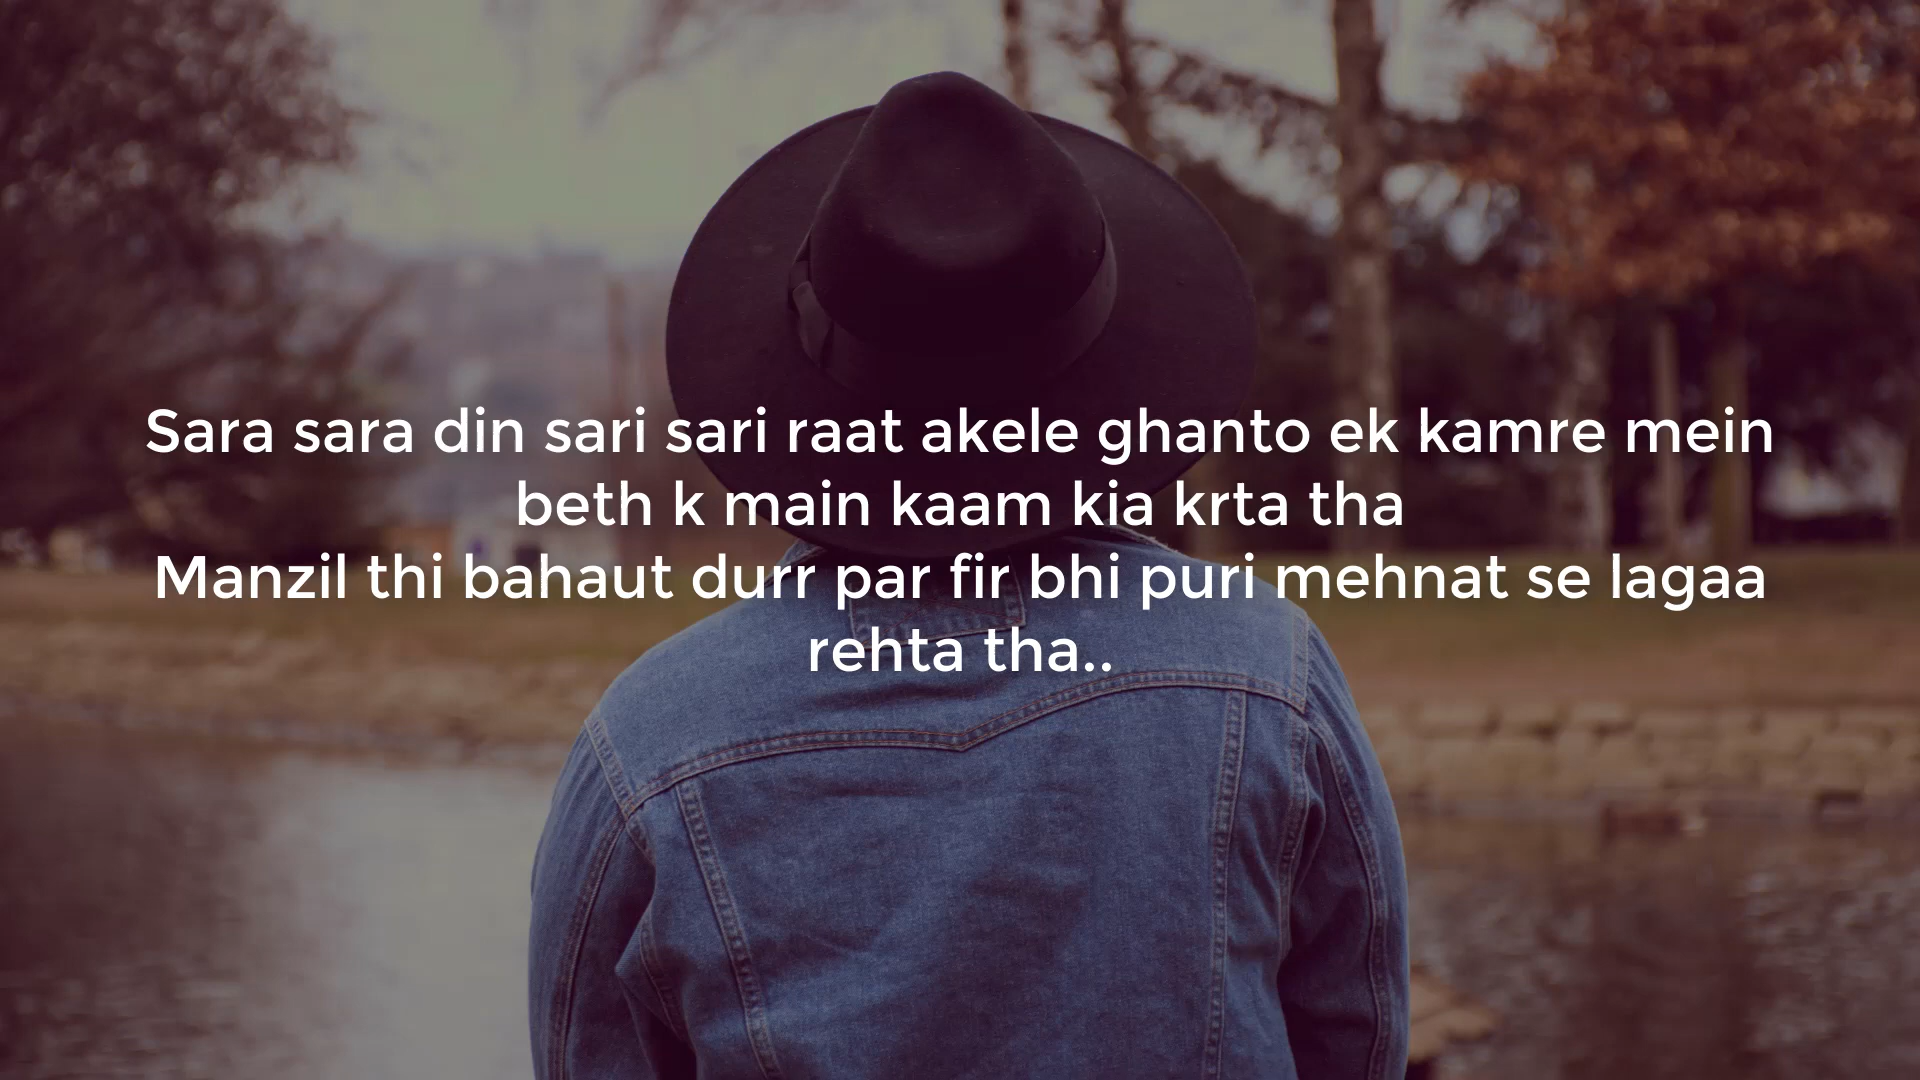 Sara sara din sari sari raat akele ghanto ek kamre mein
beth k main kaam kia krta tha
Manzil thi bahaut durr par fir bhi puri mehnat se lagaa
rehta tha..